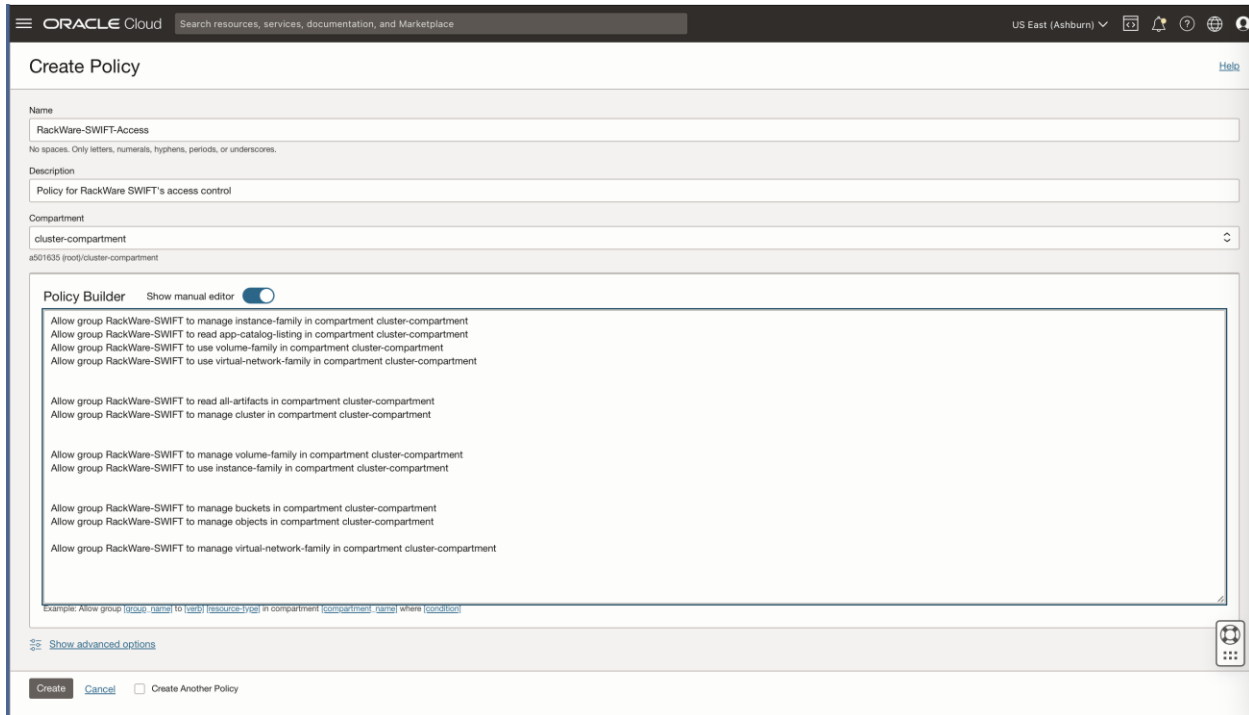 ORACLE Cloud
Search resources, services, documentation, and Marketplace
US East (Ashburn)
Create Policy
Help
Name
RackWare-SWIFT-Access
No spaces. Only letters, numerals, hyphens, periods, or underscores.
Description
Policy for RackWare SWIFT's access control
Compartment
cluster-compartment
a501635 (root)/cluster-compartment
Policy Builder
Show manual editor
Allow group RackWare-SWIFT to manage instance-family in compartment cluster-compartment
Allow group RackWare-SWIFT to read app-catalog-listing in compartment cluster-compartment
Allow group RackWare-SWIFT to use volume-family in compartment cluster-compartment
Allow group RackWare-SWIFT to use virtual-network-family in compartment cluster-compartment
Allow group RackWare-SWIFT to read all-artifacts in compartment cluster-compartment
Allow group RackWare-SWIFT to manage cluster in compartment cluster-compartment
Allow group RackWare-SWIFT to manage volume-family in compartment cluster-compartment
Allow group RackWare-SWIFT to use instance-family in compartment cluster-compartment
Allow group RackWare-SWIFT to manage buckets in compartment cluster-compartment
Allow group RackWare-SWIFT to manage objects in compartment cluster-compartment
Allow group RackWare-SWIFT to manage virtual-network-family in compartment cluster-compartment
Example: Allow group [group_name] to [verb] [resource-type] in compartment [compartment_name] where [condition]
Show advanced options
Create
Cancel
Create Another Policy